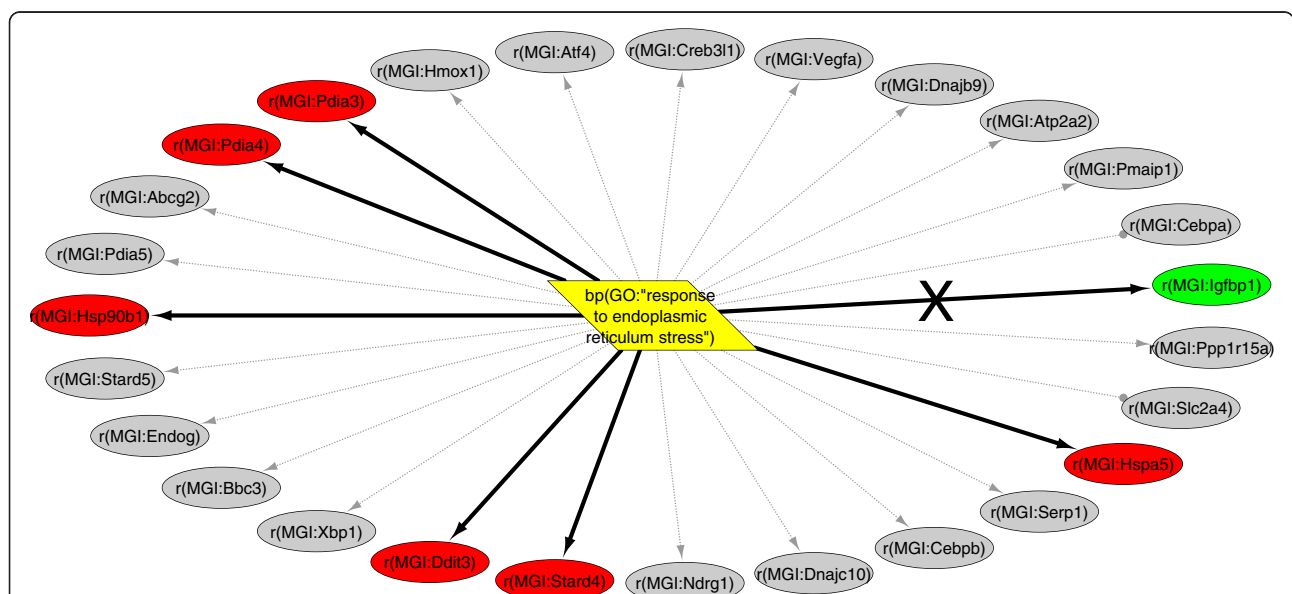 r(MGI:Atf4)
r(MGI:Creb3l1)
r(MGI:Vegfa)
r(MGI:Hmox1)
r(MGI:Dnajb9)
r(MGI:Pdia3)
r(MGI:Atp2a2)
r(MGI:Pdia4)
r(MGI:Pmaip1)
r(MGI:Abcg2)
r(MGI:Cebpa)
r(MGI:Pdia5)
r(MGI:Igfbp1)
X
bp(GO:"response
to endoplasmic
reticulum stress")
r(MGI:Hsp90b1)
r(MGI:Ppp1r15a)
r(MGI:Stard5)
r(MGI:Slc2a4)
r(MGI:Endog)
r(MGI:Hspa5)
r(MGI:Bbc3)
r(MGI:Serp1)
r(MGI:Xbp1)
r(MGI:Cebpb)
r(MGI:Ddit3)
r(MGI:Stard4)
r(MGI:Ndrg1)
r(MGI:Dnajc10)